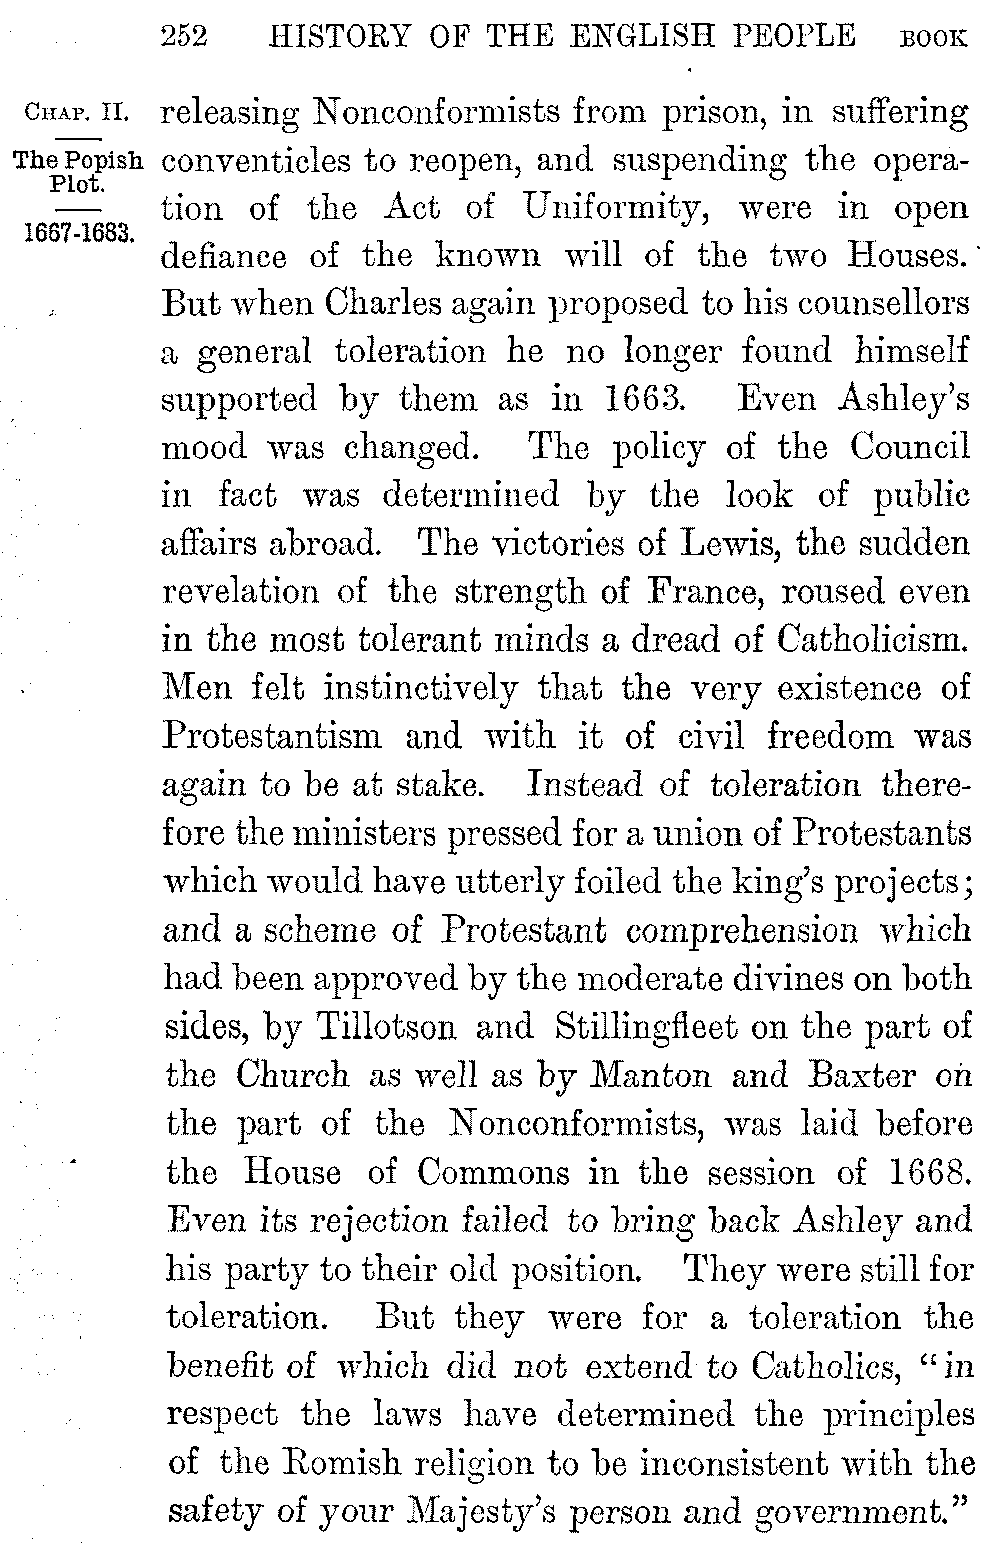 252 HISTORY OF THE ENGLISH PEOPLE BOOK
CHAP. II.
The Popish
Plot.
1667-1683.
releasing Nonconformists from prison, in suffering
conventicles to reopen, and suspending the opera-
tion of the Act of Uniformity, were in open
defiance of the known will of the two Houses.
But when Charles again proposed to his counsellors
a general toleration he no longer found himself
supported by them as in 1663. Even Ashley's
mood was changed. The policy of the Council
in fact was determined by the look of public
affairs abroad. The victories of Lewis, the sudden
revelation of the strength of France, roused even
in the most tolerant minds a dread of Catholicism.
Men felt instinctively that the very existence of
Protestantism and with it of civil freedom was
again to be at stake. Instead of toleration there-
fore the ministers pressed for a union of Protestants
which would have utterly foiled the king's projects;
and a scheme of Protestant comprehension which
had been approved by the moderate divines on both
sides, by Tillotson and Stillingfleet on the part of
the Church as well as by Manton and Baxter on
the part of the Nonconformists, was laid before
the House of Commons in the session of 1668.
Even its rejection failed to bring back Ashley and
his party to their old position. They were still for
toleration. But they were for a toleration the
benefit of which did not extend to Catholics, “in
respect the laws have determined the principles
of the Romish religion to be inconsistent with the
safety of your Majesty's person and government.”